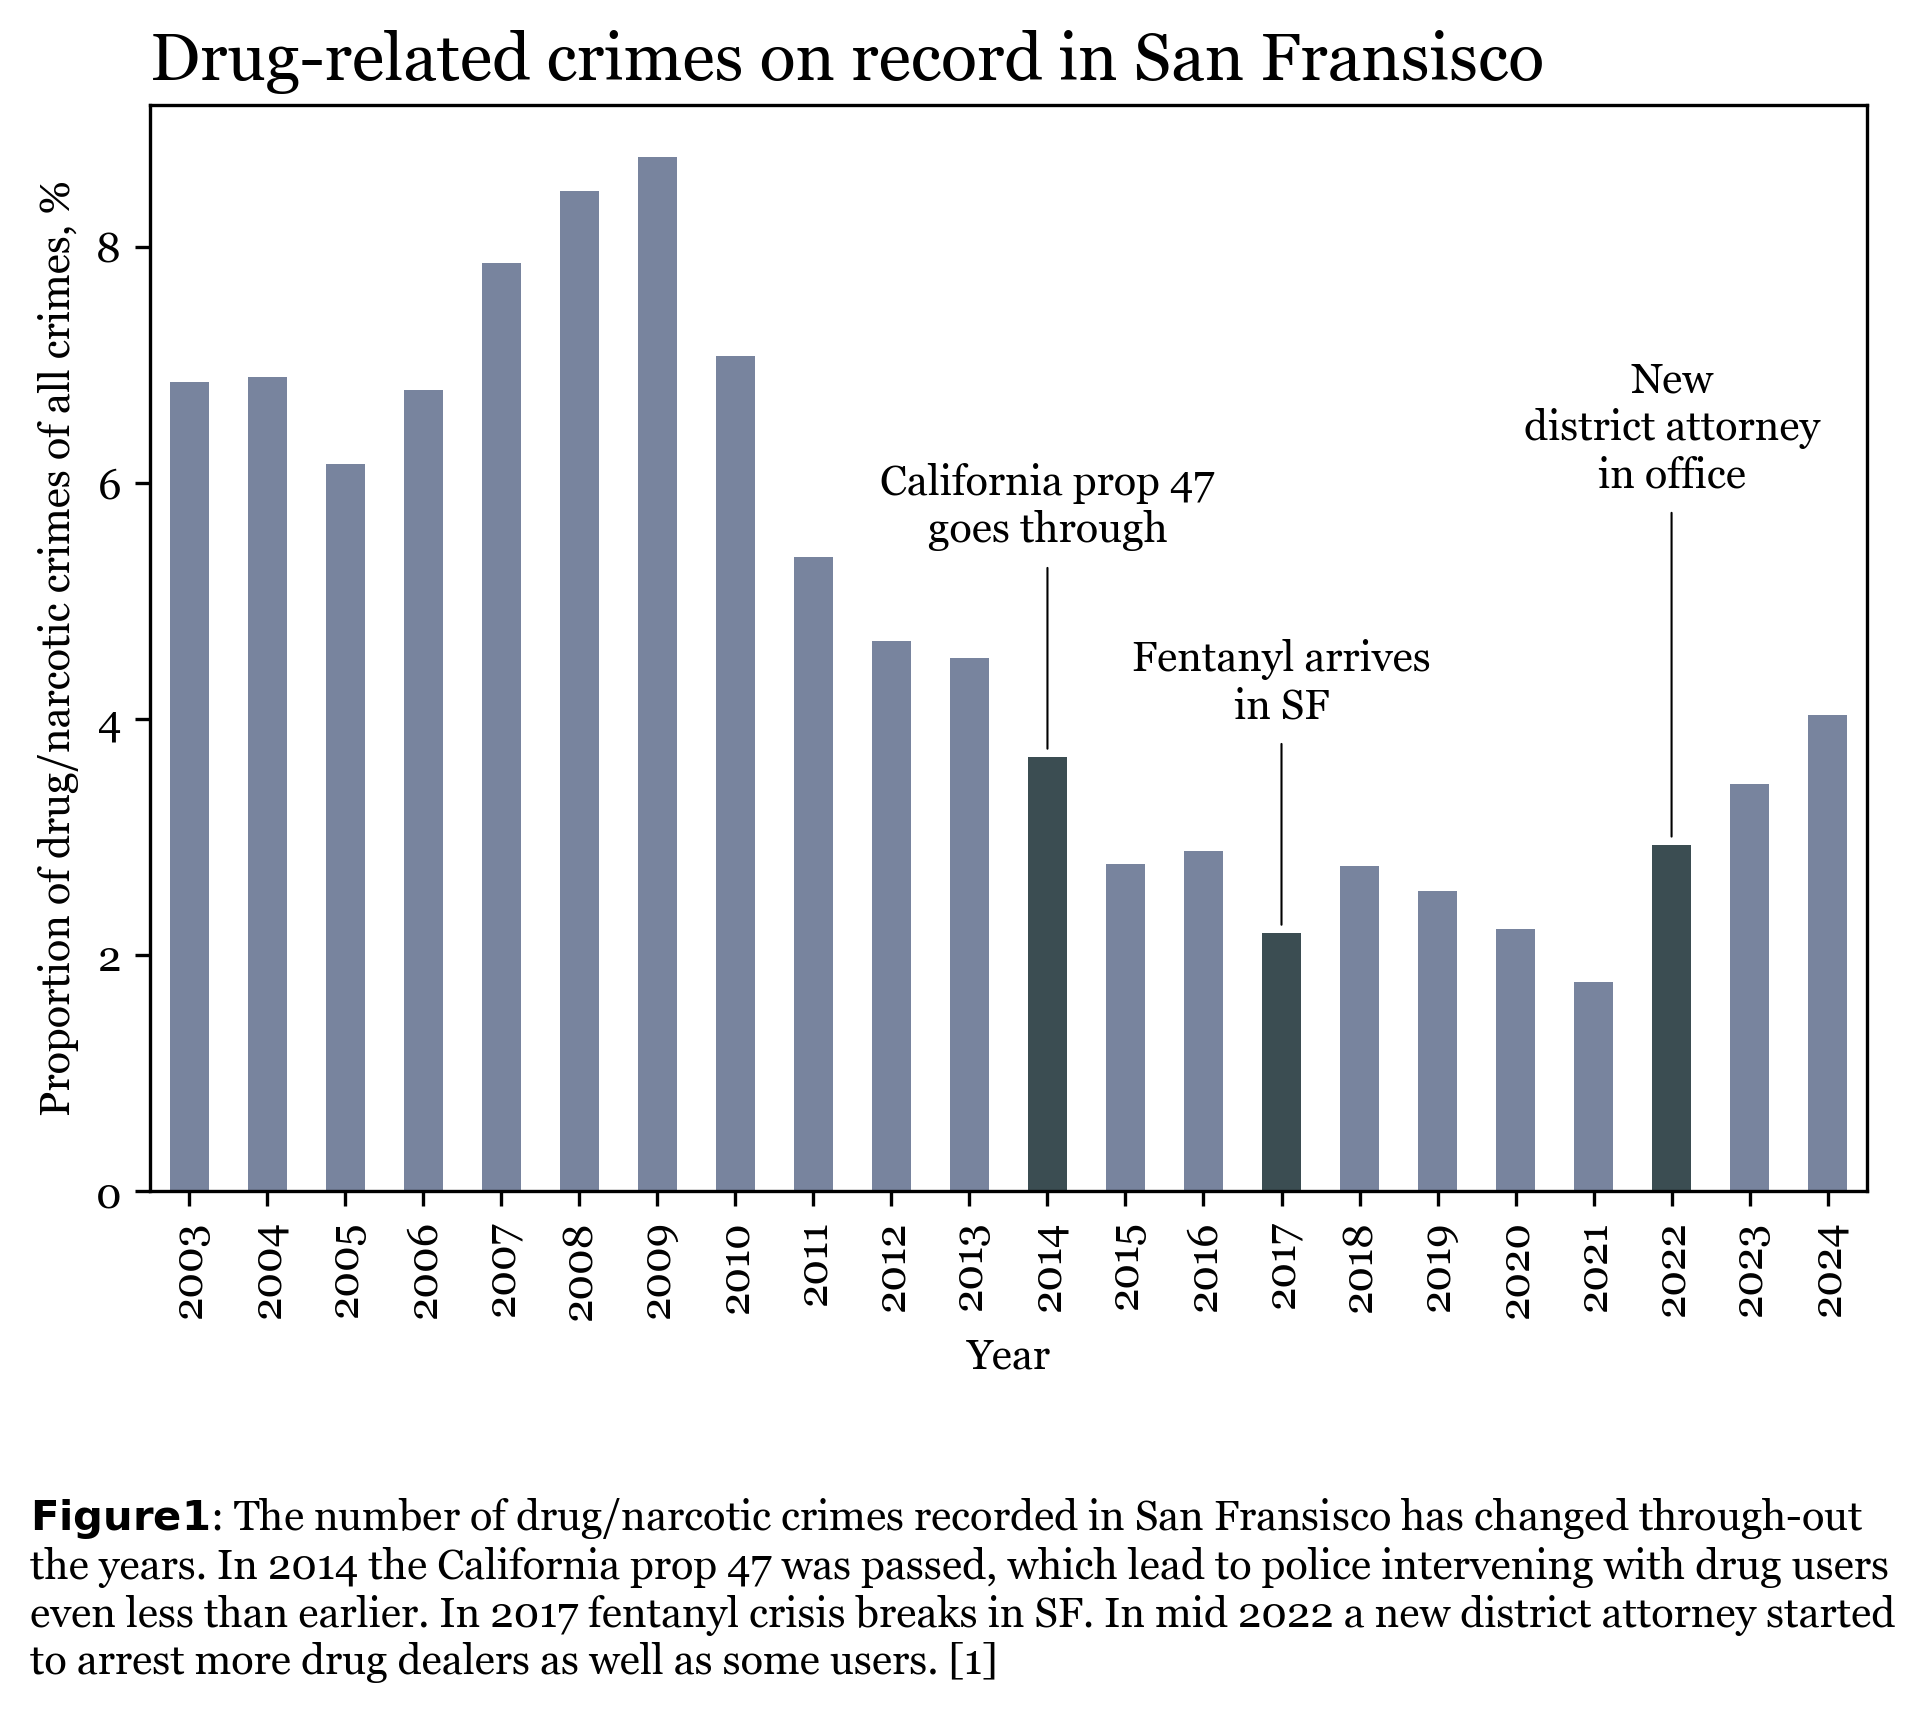 Drug-related crimes on record in San Fransisco
Proportion of drug/narcotic crimes of all crimes, %
8
6
4
2
0
California prop 47
goes through
Fentanyl arrives
in SF
New
district attorney
in office
2003
2004
2005
2006
2007
2008
2009
2010
2011
2012
2013
2014
2015
2016
2017
2018
2019
2020
2021
2022
2023
2024
Year
Figure1: The number of drug/narcotic crimes recorded in San Fransisco has changed through-out
the years. In 2014 the California prop 47 was passed, which lead to police intervening with drug users
even less than earlier. In 2017 fentanyl crisis breaks in SF. In mid 2022 a new district attorney started
to arrest more drug dealers as well as some users. [1]